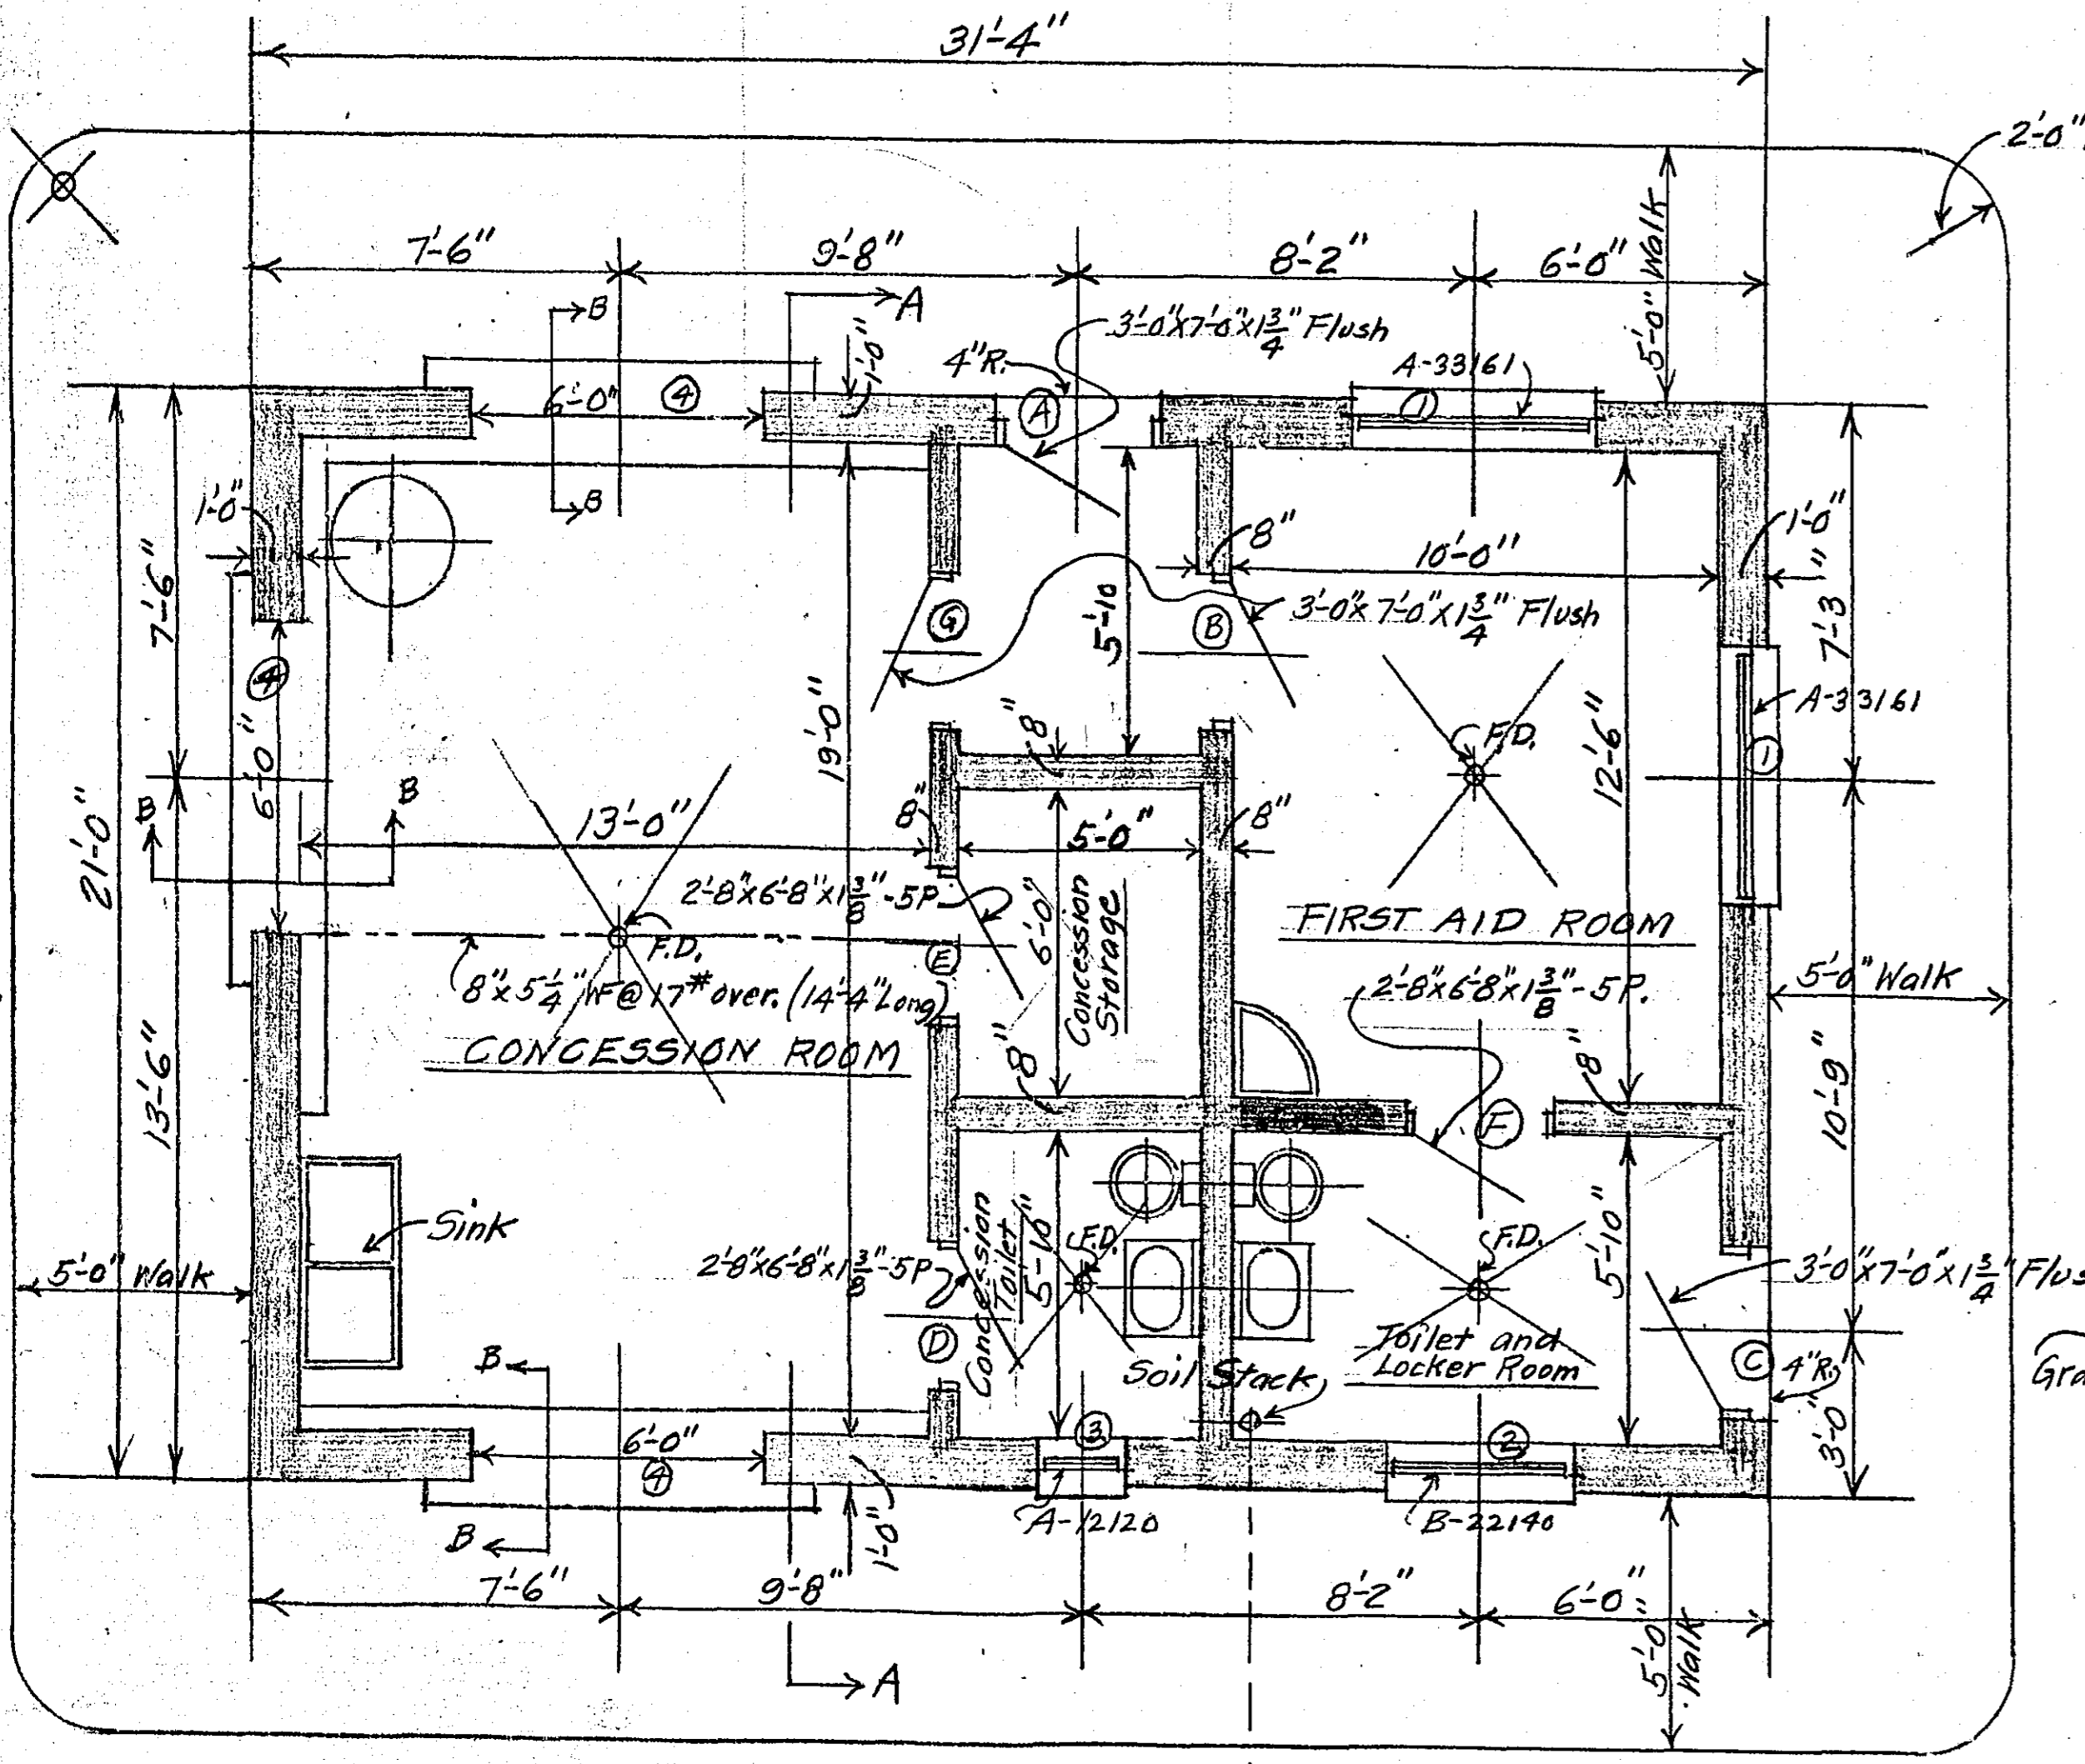 31'-4"
2'-0"
7'-6"
9'-8"
8'-2"
6'-0"
5'-0" Walk
B
A
3'-0"x7'-0"x1 3/4" Flush
4"R.
1'-0"
A-33161
6'-0"
4
A
1
1'-0"
B
8"
10'-0"
1'-0"
7'-6"
G
B
3'-0"x7'-0"x1 3/4" Flush
5'-10
7'-3"
4
A-33161
6'-0"
19'-0"
8"
F.D.
12'-6"
1
21'-0"
B
B
13'-0"
8"
5'-0"
8"
2'-8"x6'-8"x1 3/8"-5P.
6'-0"
Concession
Storage
FIRST AID ROOM
F.D.
E
8"x5 1/4" WF@17# over. (14'-4" Long)
2'-8"x6'-8"x1 3/8"-5P.
5'-0" Walk
CONCESSION ROOM
8"
8"
13'-6"
F
10'-9"
Sink
Concession
Toilet
5'-10"
F.D.
F.D.
5'-10"
5'-0" Walk
2'-8"x6'-8"x1 3/8"-5P
3'-0"x7'-0"x1 3/4" Flus
D
Toilet and
Locker Room
C
4"R.
Gra
B
Soil Stack
3'-0"
6'-0"
4
3
2
1'-0"
A-12120
B-22140
B
7'-6"
9'-8"
8'-2"
6'-0"
5'-0"
Walk
A